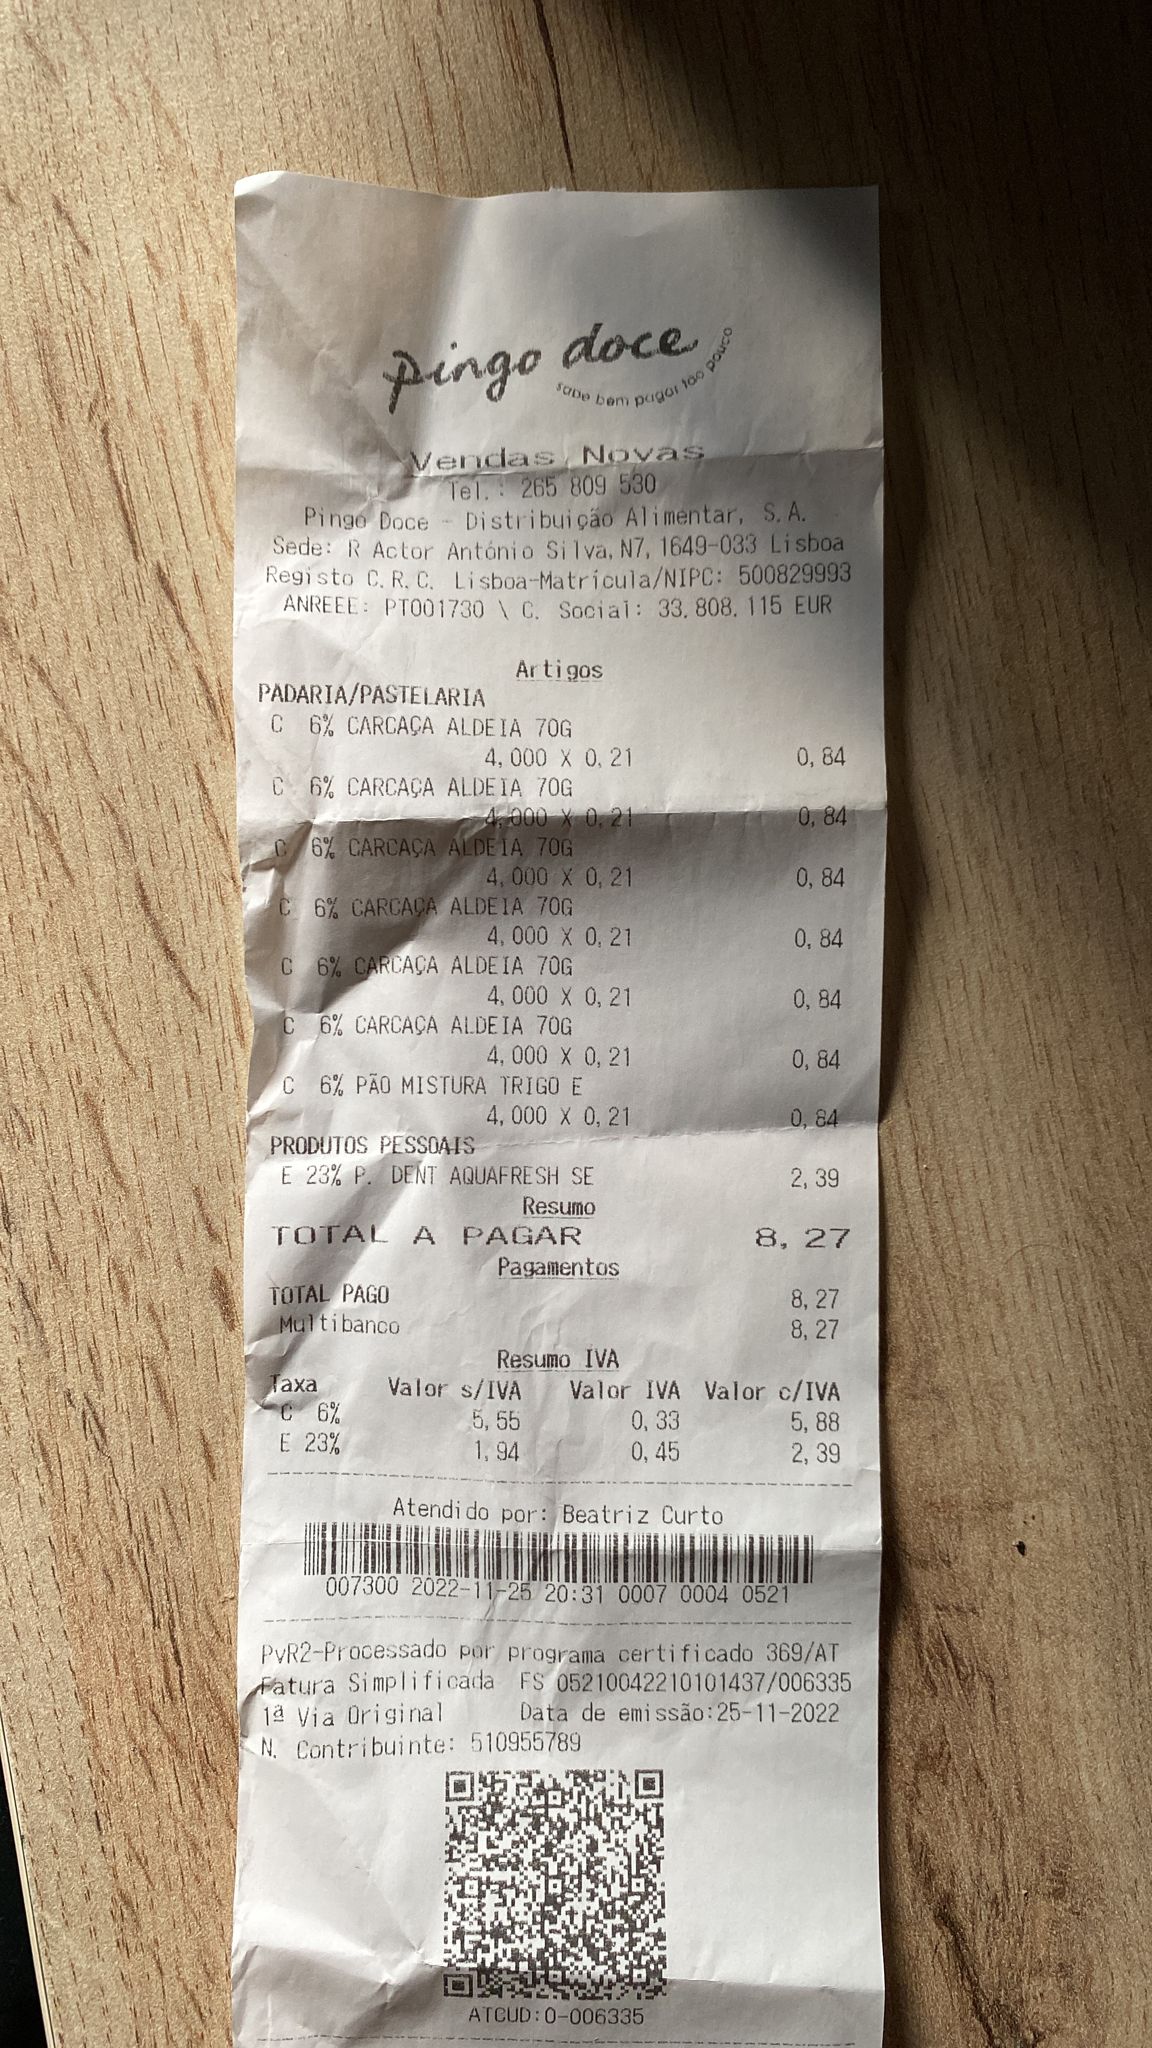 Pingo doce
sabe bem pagar tão pouco
Vendas Novas
Tel.: 265 809 530
Pingo Doce - Distribuição Alimentar, S.A.
Sede: R Actor António Silva, N7, 1649-033 Lisboa
Registo C.R.C. Lisboa-Matrícula/NIPC: 500829993
ANREEE: PT001730 \ C. Social: 33.808.115 EUR
Artigos
PADARIA/PASTELARIA
C 6% CARCAÇA ALDEIA 70G
4,000 X 0,21 0,84
C 6% CARCAÇA ALDEIA 70G
4,000 X 0,21 0,84
C 6% CARCAÇA ALDEIA 70G
4,000 X 0,21 0,84
C 6% CARCAÇA ALDEIA 70G
4,000 X 0,21 0,84
C 6% CARCAÇA ALDEIA 70G
4,000 X 0,21 0,84
C 6% CARCAÇA ALDEIA 70G
4,000 X 0,21 0,84
C 6% PÃO MISTURA TRIGO E
4,000 X 0,21 0,84
PRODUTOS PESSOAIS
E 23% P. DENT AQUAFRESH SE 2,39
Resumo
TOTAL A PAGAR 8,27
Pagamentos
TOTAL PAGO 8,27
Multibanco 8,27
Resumo IVA
Taxa Valor s/IVA Valor IVA Valor c/IVA
C 6% 5,55 0,33 5,88
E 23% 1,94 0,45 2,39
Atendido por: Beatriz Curto
007300 2022-11-25 20:31 0007 0004 0521
PvR2-Processado por programa certificado 369/AT
Fatura Simplificada FS 05210042210101437/006335
1ª Via Original Data de emissão:25-11-2022
N. Contribuinte: 510955789
ATCUD:0-006335